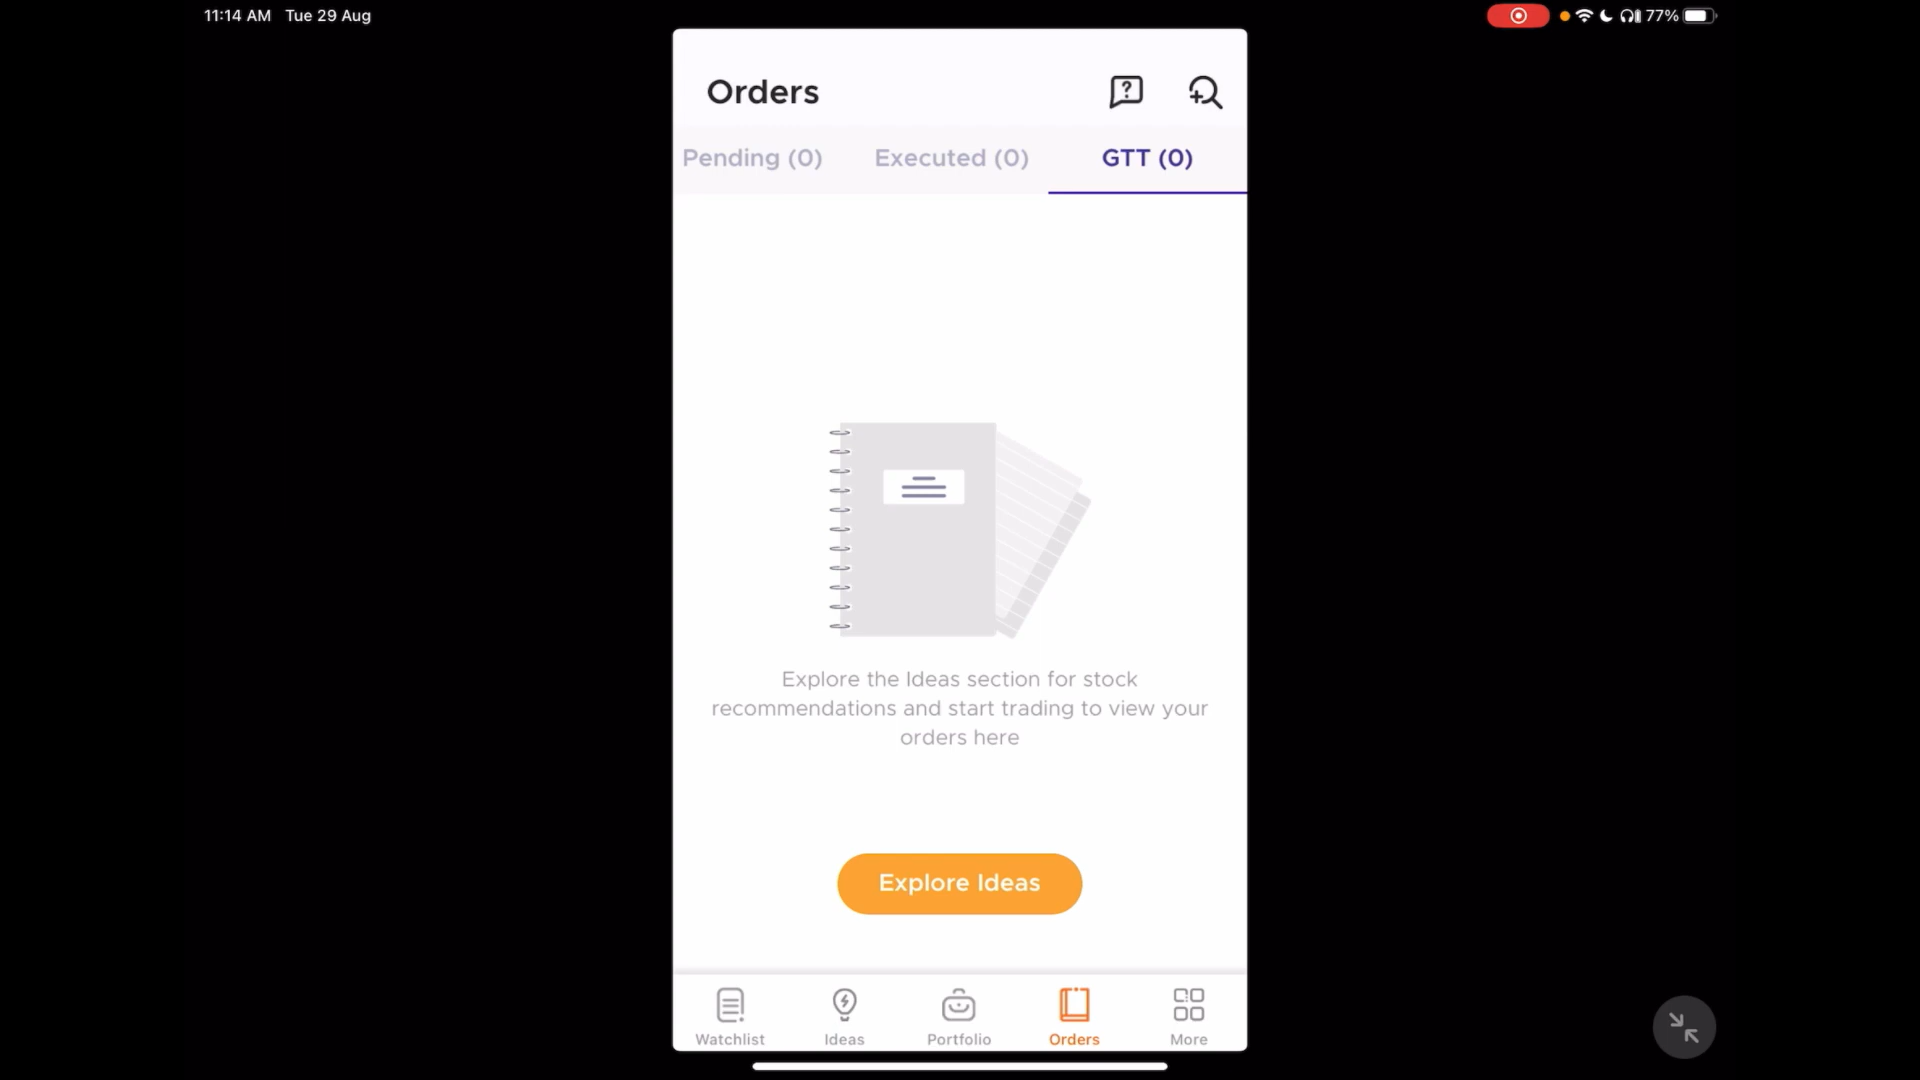 11:14 AM Tue 29 Aug
77%
Orders
Pending (0) Executed (0) GTT (0)
Explore the Ideas section for stock
recommendations and start trading to view your
orders here
Explore Ideas
Watchlist Ideas Portfolio Orders More